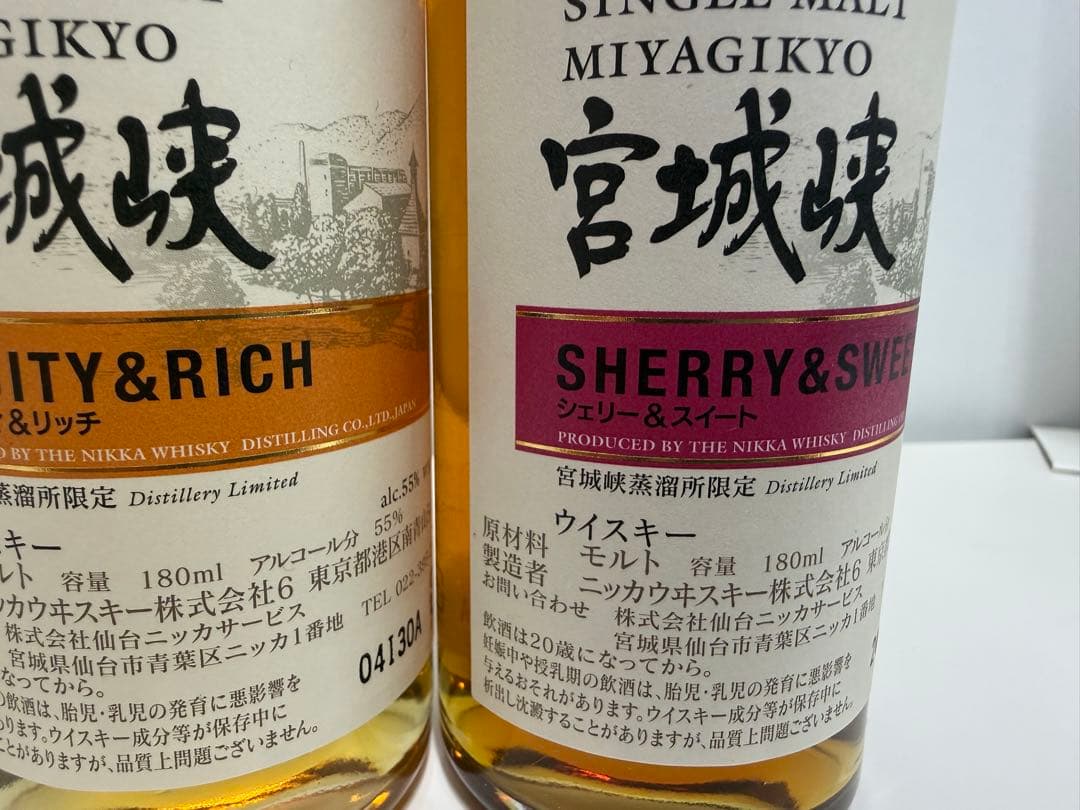 GIKYO
城峡
ITY&RICH
&リッチ
BY THE NIKKA WHISKY DISTILLING CO.,LTD.,JAPAN
蒸溜所限定 Distillery Limited
alc.55%
スキー アルコール分 55%
ルト 容量 180ml
ッカウヰスキー株式会社6 東京都港区南青山
株式会社仙台ニッカサービス TEL 022-
宮城県仙台市青葉区ニッカ1番地
なってから。
の飲酒は、胎児・乳児の発育に悪影響を
あります。ウイスキー成分等が保存中に
ことがありますが、品質上問題ございません。
04I30A
SINGLE MALT
MIYAGIKYO
宮城峡
SHERRY&SWEE
シェリー&スイート
PRODUCED BY THE NIKKA WHISKY DISTILLING
宮城峡蒸溜所限定 Distillery Limited
ウイスキー
原材料 モルト 容量 180ml アルコール分
製造者 ニッカウヰスキー株式会社6 東
お問い合わせ 株式会社仙台ニッカサービス
宮城県仙台市青葉区ニッカ1番地
飲酒は20歳になってから。
妊娠中や授乳期の飲酒は、胎児・乳児の発育に悪影響を
与えるおそれがあります。ウイスキー成分等が保存中に
析出し沈澱することがありますが、品質上問題ございません。